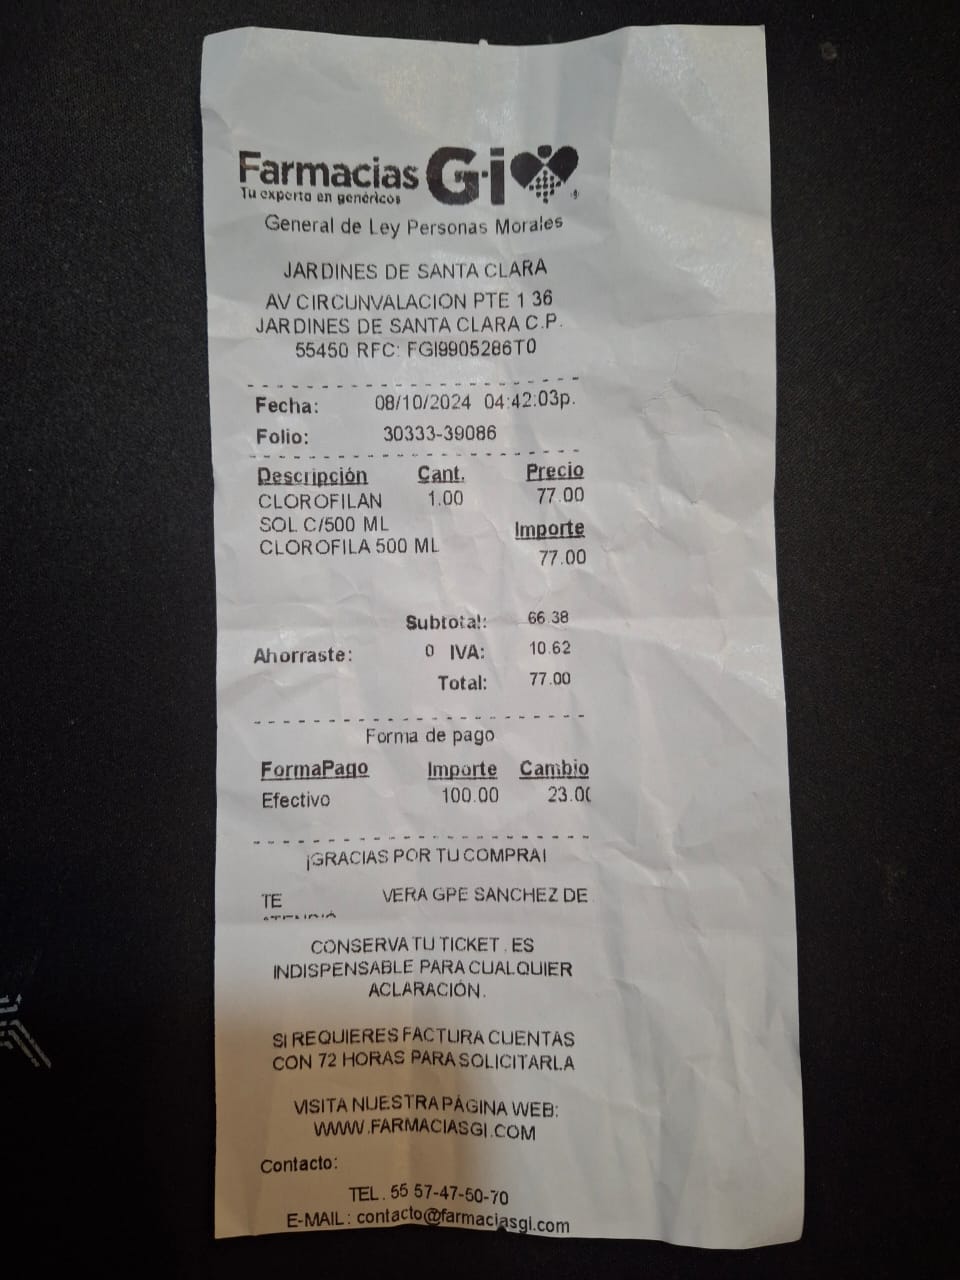 Farmacias G·i
Tu experto en genéricos
General de Ley Personas Morales
JARDINES DE SANTA CLARA
AV CIRCUNVALACION PTE 1 36
JARDINES DE SANTA CLARA C.P.
55450 RFC: FGI9905286T0
Fecha: 08/10/2024 04:42:03p.
Folio: 30333-39086
Descripción Cant. Precio
CLOROFILAN 1.00 77.00
SOL C/500 ML Importe
CLOROFILA 500 ML 77.00
Subtotal: 66.38
Ahorraste: 0 IVA: 10.62
Total: 77.00
Forma de pago
FormaPago Importe Cambio
Efectivo 100.00 23.00
¡GRACIAS POR TU COMPRA!
TE VERA GPE SANCHEZ DE
CONSERVA TU TICKET. ES
INDISPENSABLE PARA CUALQUIER
ACLARACIÓN.
SI REQUIERES FACTURA CUENTAS
CON 72 HORAS PARA SOLICITARLA
VISITA NUESTRA PÁGINA WEB:
WWW.FARMACIASGI.COM
Contacto:
TEL. 55 57-47-50-70
E-MAIL: contacto@farmaciasgi.com